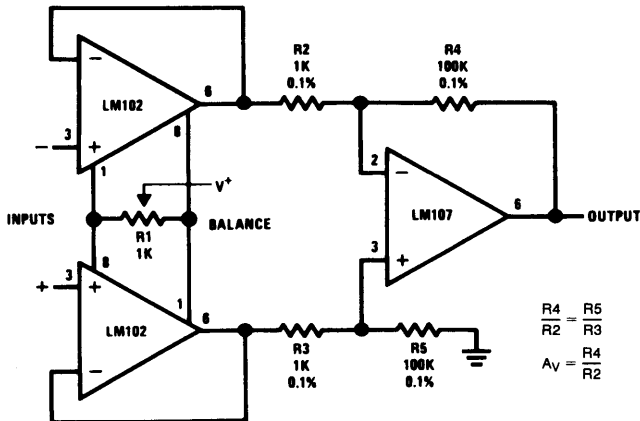 R2
1K
0.1%
R4
100K
0.1%
−
6
LM102
8
− 3 +
1
V+
2 −
6
LM107
OUTPUT
INPUTS
R1
1K
BALANCE
3
+
8
+ 3 +
1
6
LM102
−
R3
1K
0.1%
R5
100K
0.1%
R4/R2 = R5/R3
AV = R4/R2